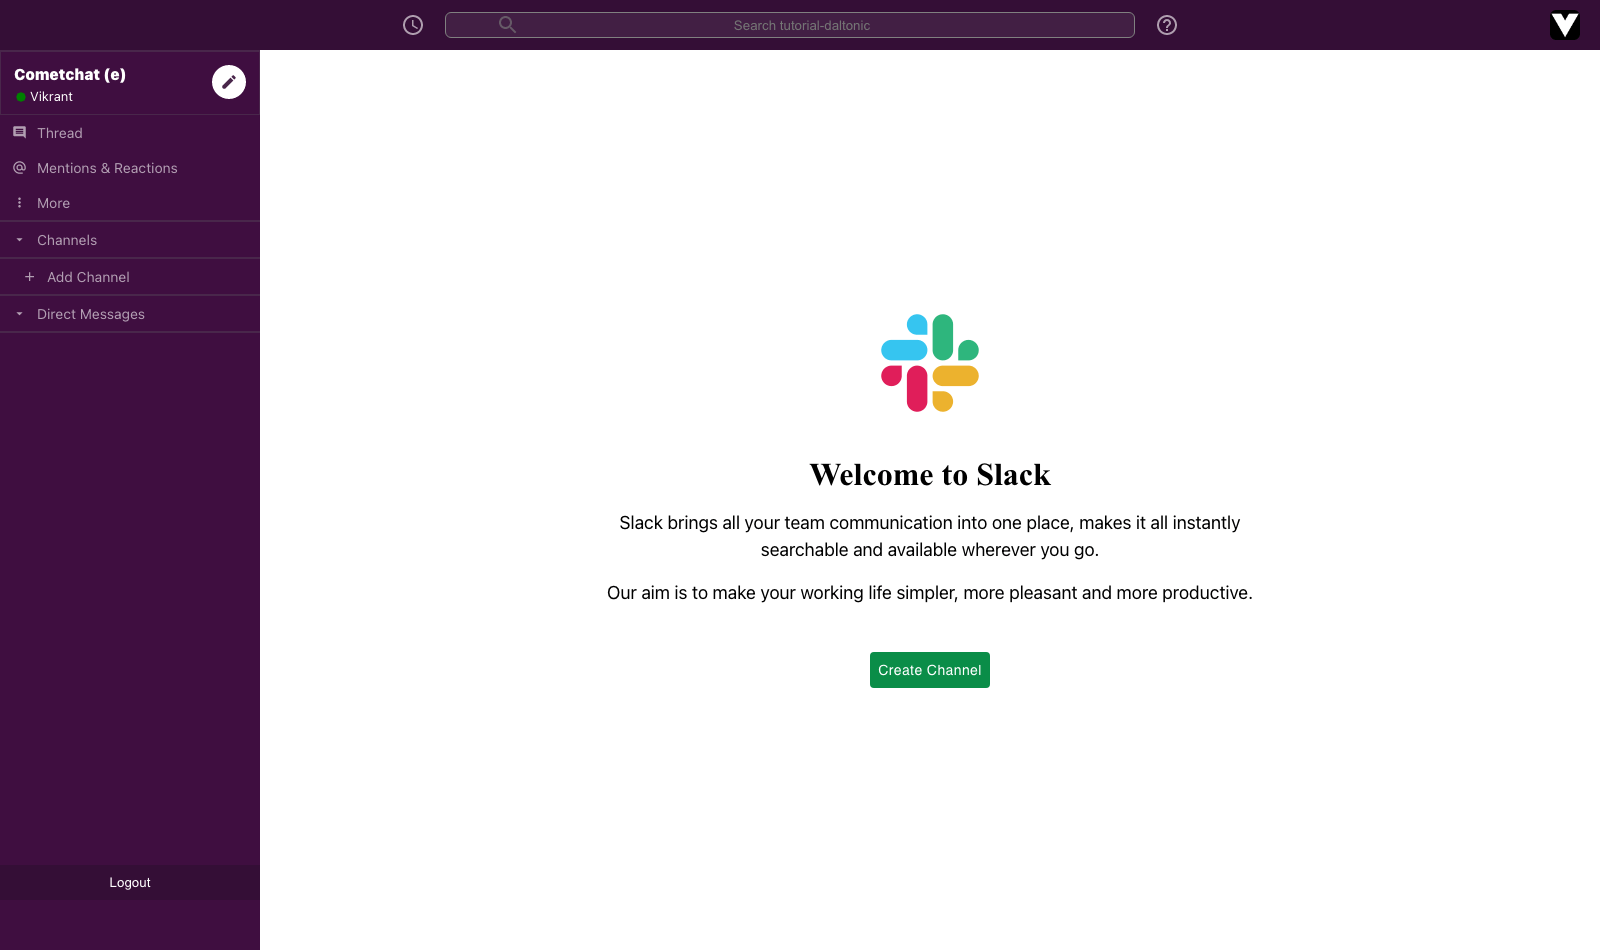 Search tutorial-daltonic
V
Cometchat (e)
Vikrant
Thread
Mentions & Reactions
More
Channels
Add Channel
Direct Messages
Logout
Welcome to Slack
Slack brings all your team communication into one place, makes it all instantly
searchable and available wherever you go.
Our aim is to make your working life simpler, more pleasant and more productive.
Create Channel